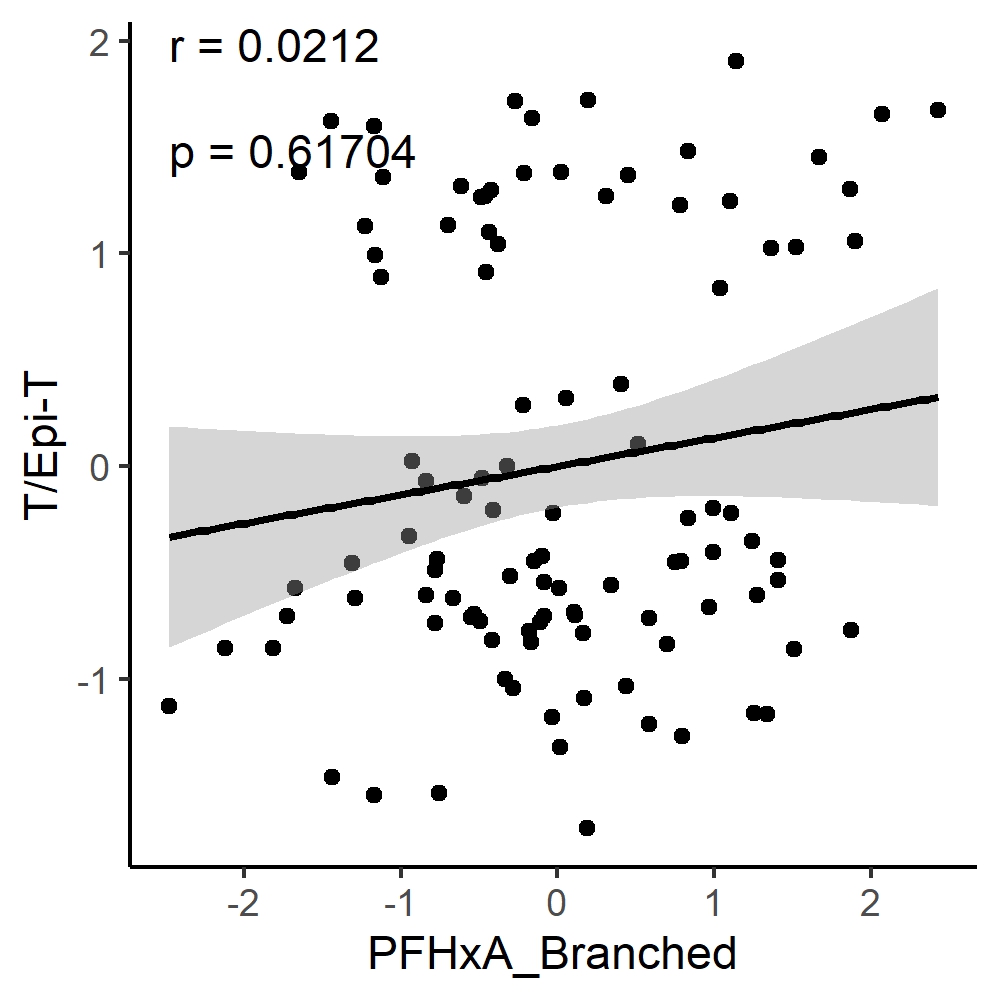 r = 0.0212
p = 0.61704
T/Epi-T
2
1
0
-1
-2
-1
0
1
2
PFHxA_Branched